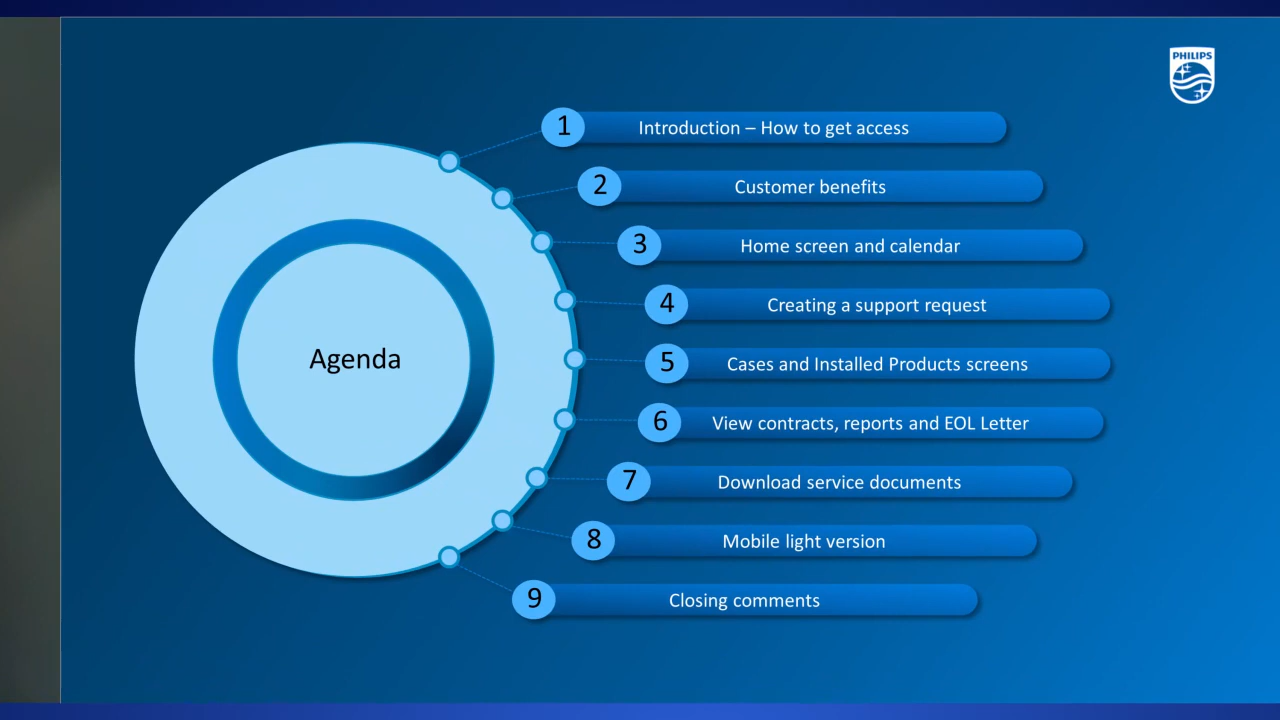 PHILIPS
1 Introduction – How to get access
2 Customer benefits
3 Home screen and calendar
4 Creating a support request
Agenda
5 Cases and Installed Products screens
6 View contracts, reports and EOL Letter
7 Download service documents
8 Mobile light version
9 Closing comments